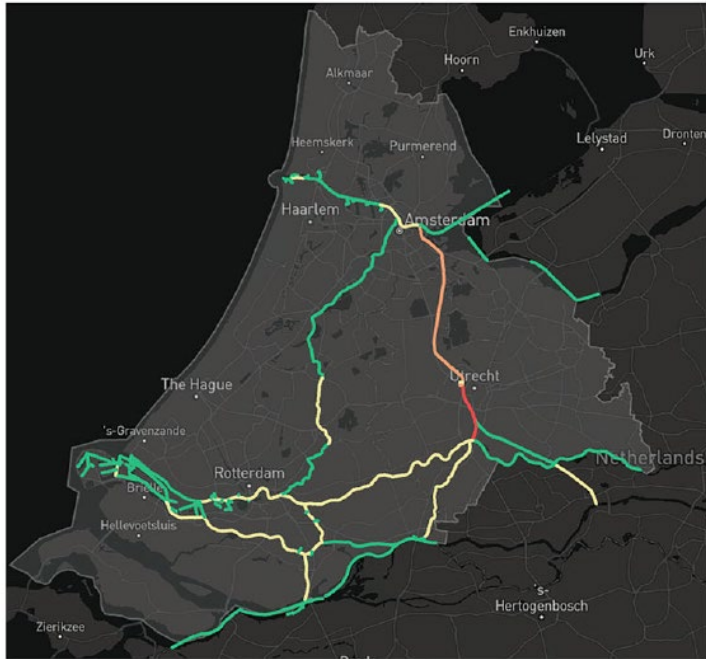 Enkhuizen
Hoorn
Urk
Alkmaar
Lelystad
Dronten
Heemskerk
Purmerend
Haarlem
Amsterdam
The Hague
Utrecht
's-Gravenzande
Netherlands
Rotterdam
Brielle
Hellevoetsluis
's-
Hertogenbosch
Zierikzee